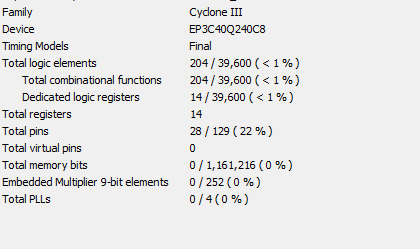 Family Cyclone III
Device EP3C40Q240C8
Timing Models Final
Total logic elements 204 / 39,600 ( < 1 % )
Total combinational functions 204 / 39,600 ( < 1 % )
Dedicated logic registers 14 / 39,600 ( < 1 % )
Total registers 14
Total pins 28 / 129 ( 22 % )
Total virtual pins 0
Total memory bits 0 / 1,161,216 ( 0 % )
Embedded Multiplier 9-bit elements 0 / 252 ( 0 % )
Total PLLs 0 / 4 ( 0 % )